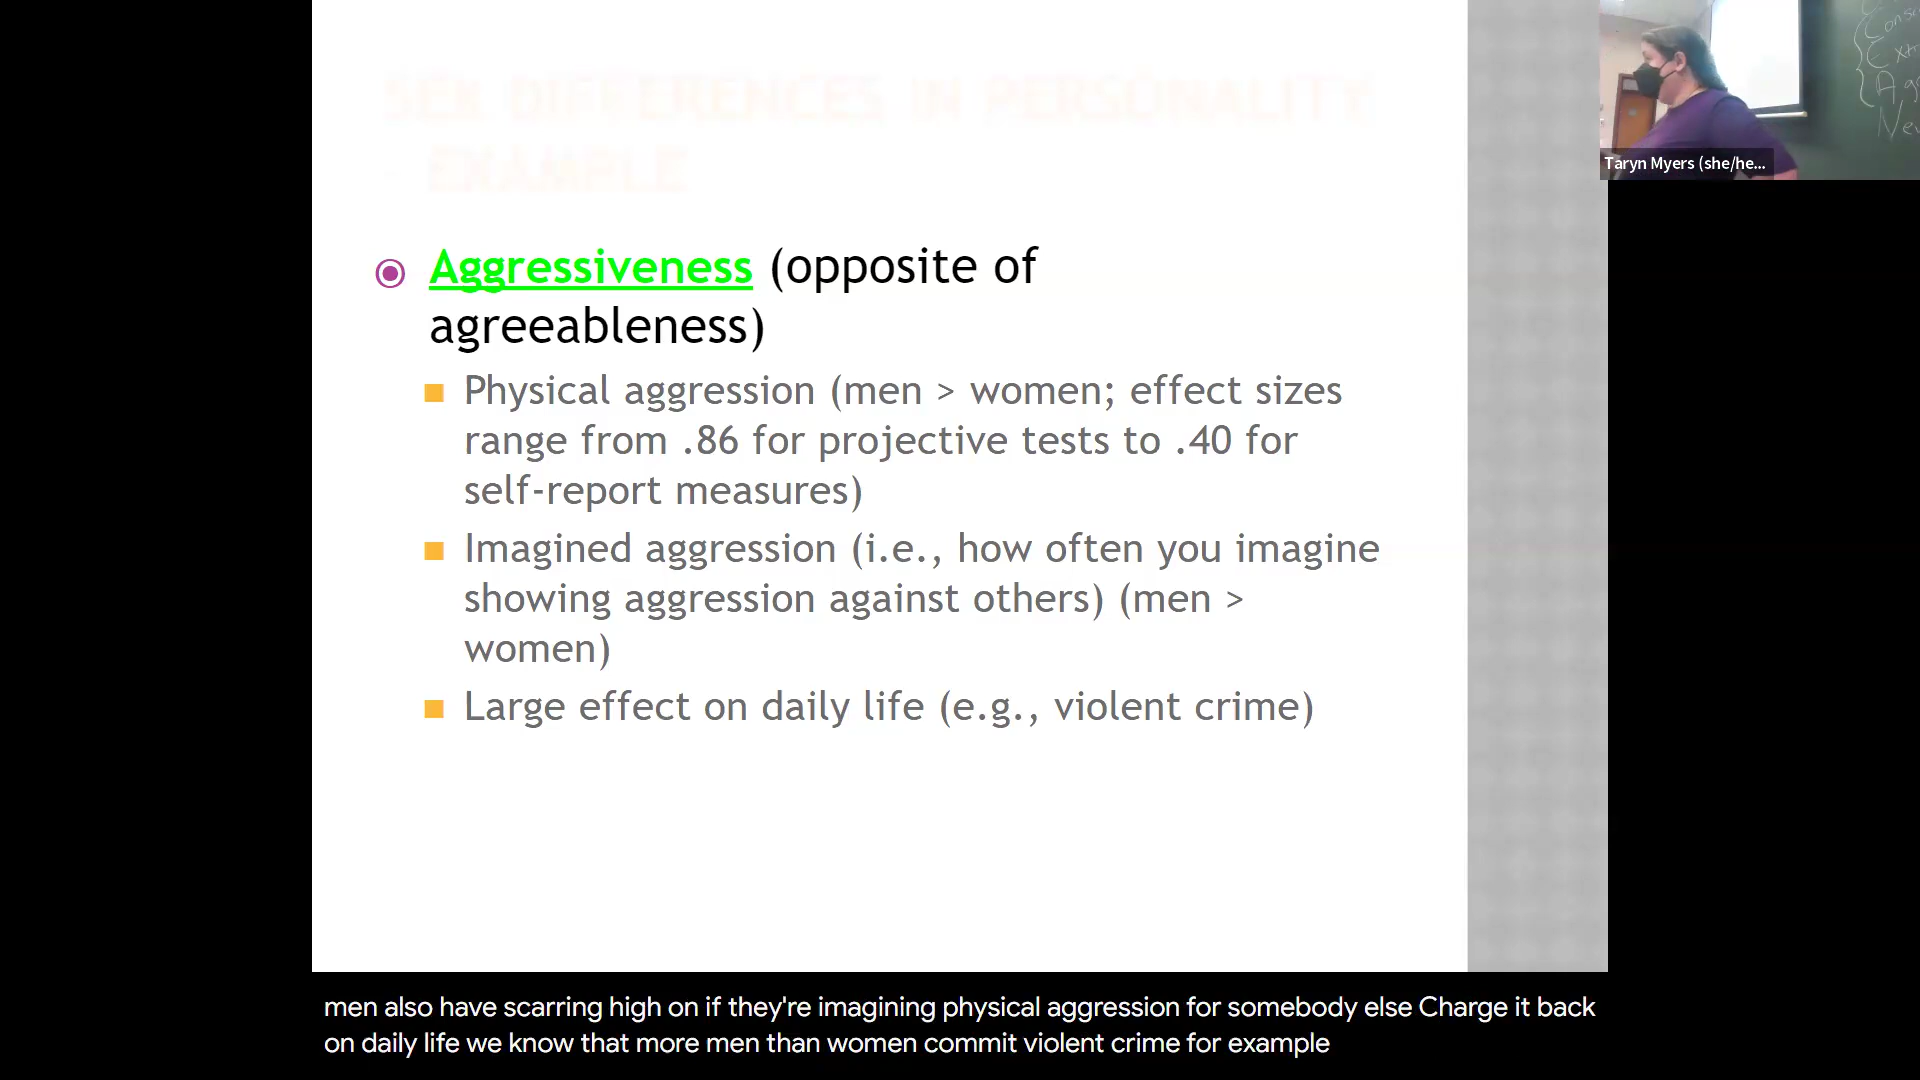 SEX DIFFERENCES IN PERSONALITY
- EXAMPLE
Aggressiveness (opposite of
agreeableness)
Physical aggression (men > women; effect sizes
range from .86 for projective tests to .40 for
self-report measures)
Imagined aggression (i.e., how often you imagine
showing aggression against others) (men >
women)
Large effect on daily life (e.g., violent crime)
Taryn Myers (she/he...
men also have scarring high on if they're imagining physical aggression for somebody else Charge it back
on daily life we know that more men than women commit violent crime for example